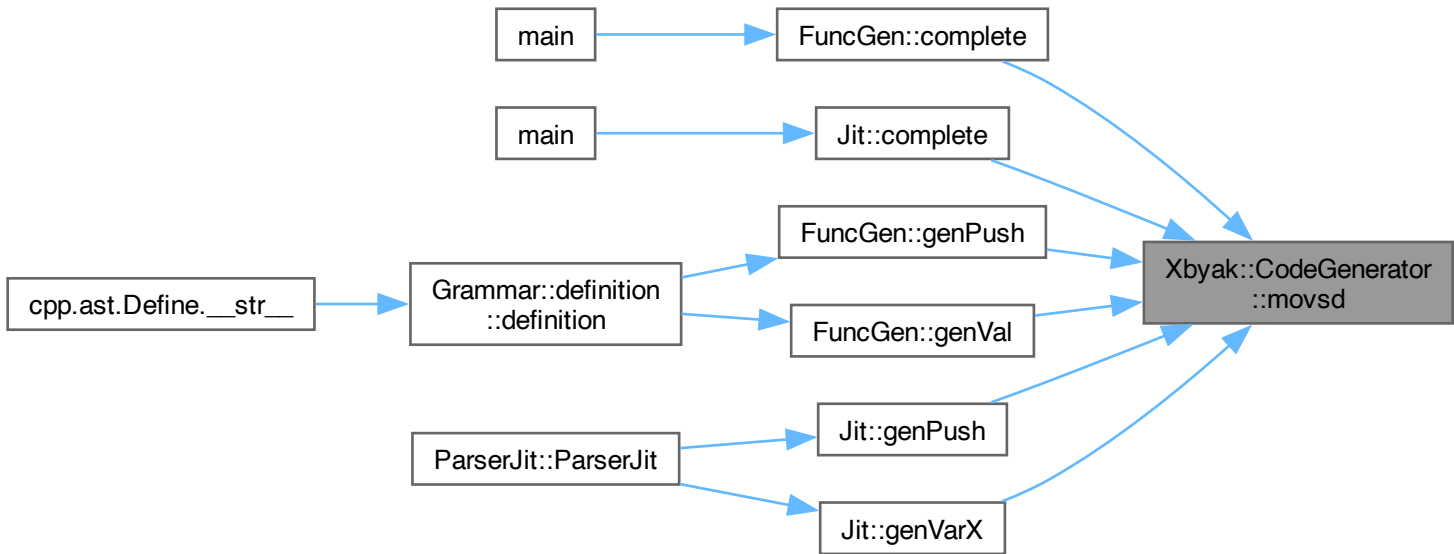 main
FuncGen::complete
main
Jit::complete
FuncGen::genPush
Xbyak::CodeGenerator
::movsd
cpp.ast.Define.__str__
Grammar::definition
::definition
FuncGen::genVal
Jit::genPush
ParserJit::ParserJit
Jit::genVarX